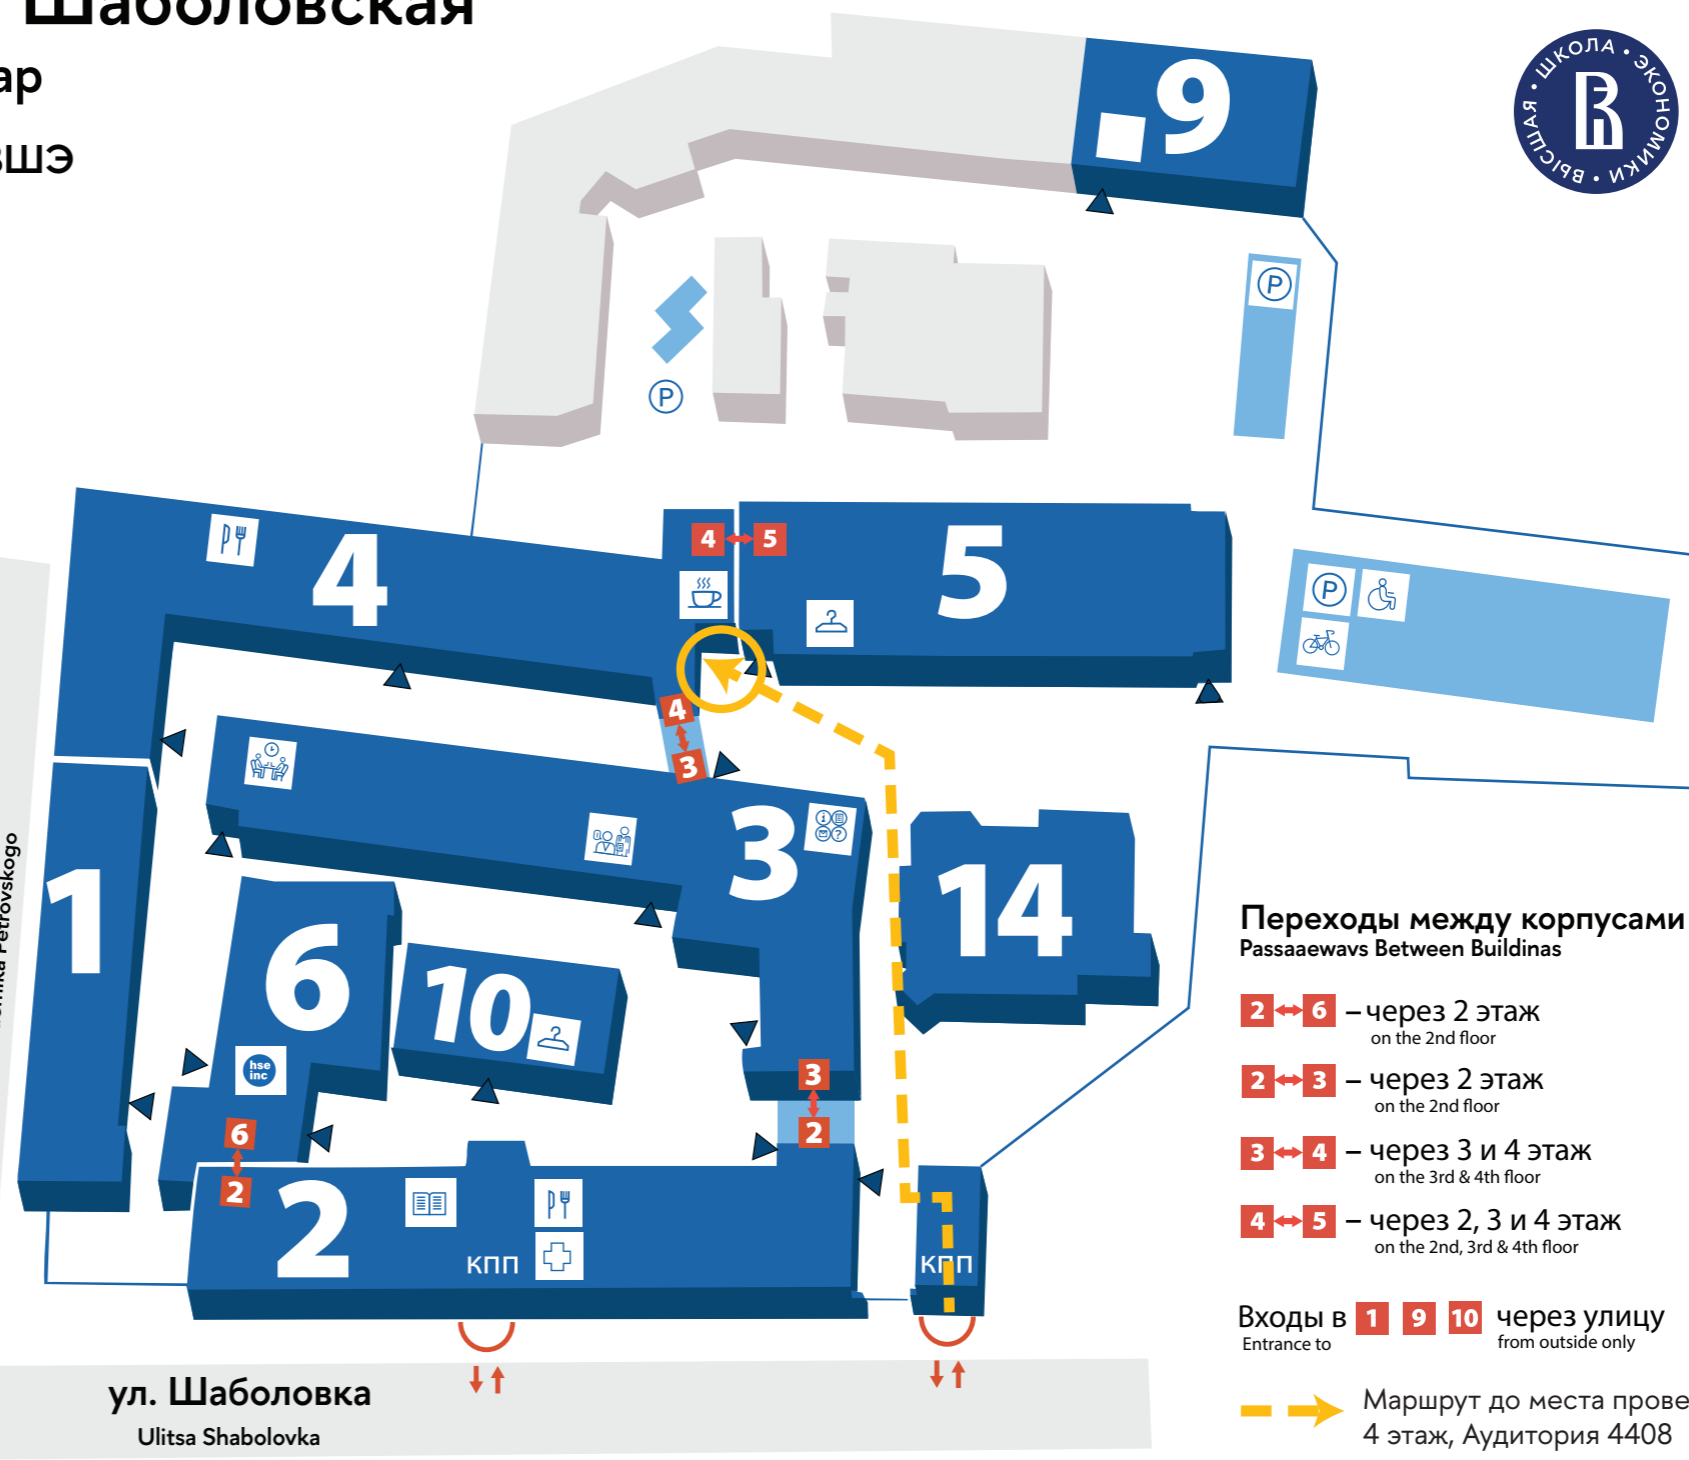 Шаболовская
ар
ВШЭ
ВЫСШАЯ • ШКОЛА • ЭКОНОМИКИ
9
P
P
4
4 5
5
P
4
3
3
1
6
10
14
hse
inc
3
2
6
2
2
КПП
КПП
ул. Шаболовка
Ulitsa Shabolovka
Petrovskogo
Переходы между корпусами
Passaaewavs Between Buildinas
2 6 – через 2 этаж
on the 2nd floor
2 3 – через 2 этаж
on the 2nd floor
3 4 – через 3 и 4 этаж
on the 3rd & 4th floor
4 5 – через 2, 3 и 4 этаж
on the 2nd, 3rd & 4th floor
Входы в 1 9 10 через улицу
Entrance to from outside only
Маршрут до места прове
4 этаж, Аудитория 4408